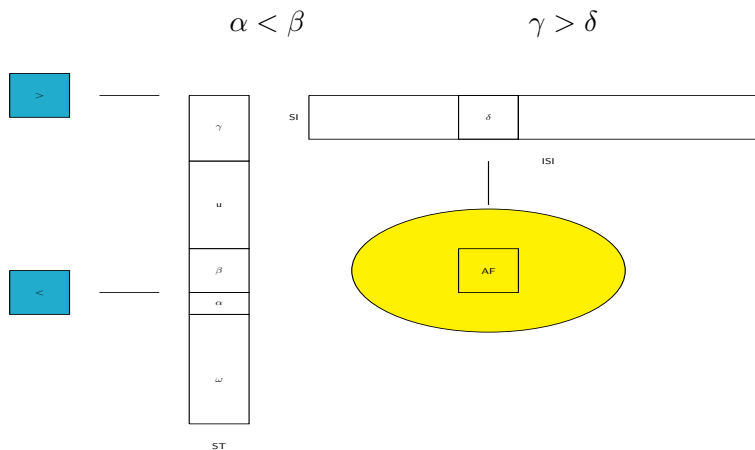 α < β
γ > δ
>
γ
SI
δ
ISI
u
β
AF
<
α
ω
ST